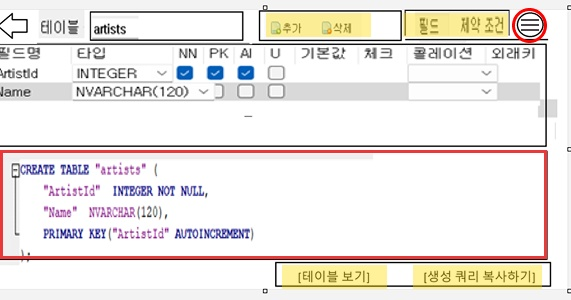 테이블 artists 추가 삭제 필드 제약 조건
필드명 타입 NN PK AI U 기본값 체크 콜레이션 외래키
ArtistId INTEGER
Name NVARCHAR(120)
CREATE TABLE "artists" (
"ArtistId" INTEGER NOT NULL,
"Name" NVARCHAR(120),
PRIMARY KEY("ArtistId" AUTOINCREMENT)
);
[테이블 보기] [생성 쿼리 복사하기]